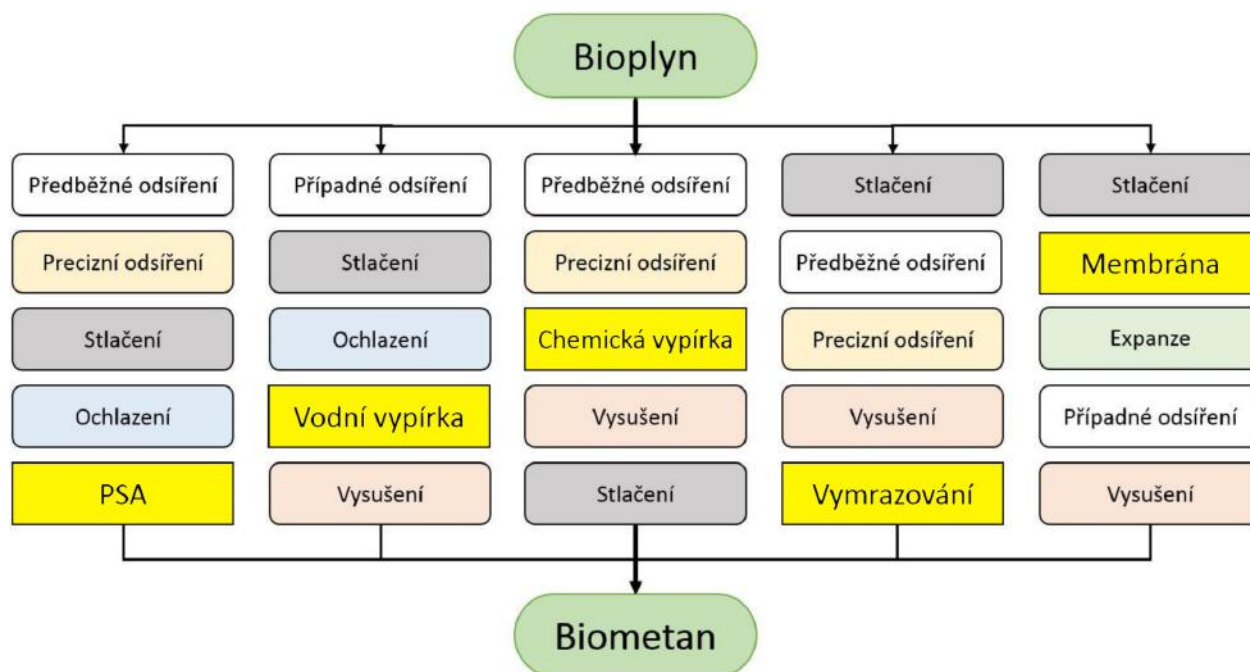 Bioplyn
Předběžné odsíření
Případné odsíření
Předběžné odsíření
Stlačení
Stlačení
Precizní odsíření
Stlačení
Precizní odsíření
Předběžné odsíření
Membrána
Stlačení
Ochlazení
Chemická vypírka
Precizní odsíření
Expanze
Ochlazení
Vodní vypírka
Vysušení
Vysušení
Případné odsíření
PSA
Vysušení
Stlačení
Vymrazování
Vysušení
Biometan